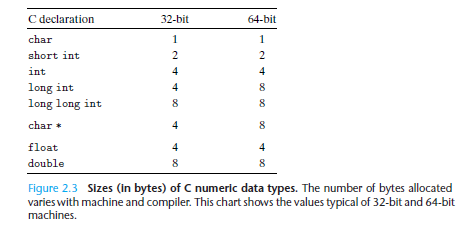 C declaration 32-bit 64-bit
char 1 1
short int 2 2
int 4 4
long int 4 8
long long int 8 8
char * 4 8
float 4 4
double 8 8
Figure 2.3 Sizes (in bytes) of C numeric data types. The number of bytes allocated
varies with machine and compiler. This chart shows the values typical of 32-bit and 64-bit
machines.